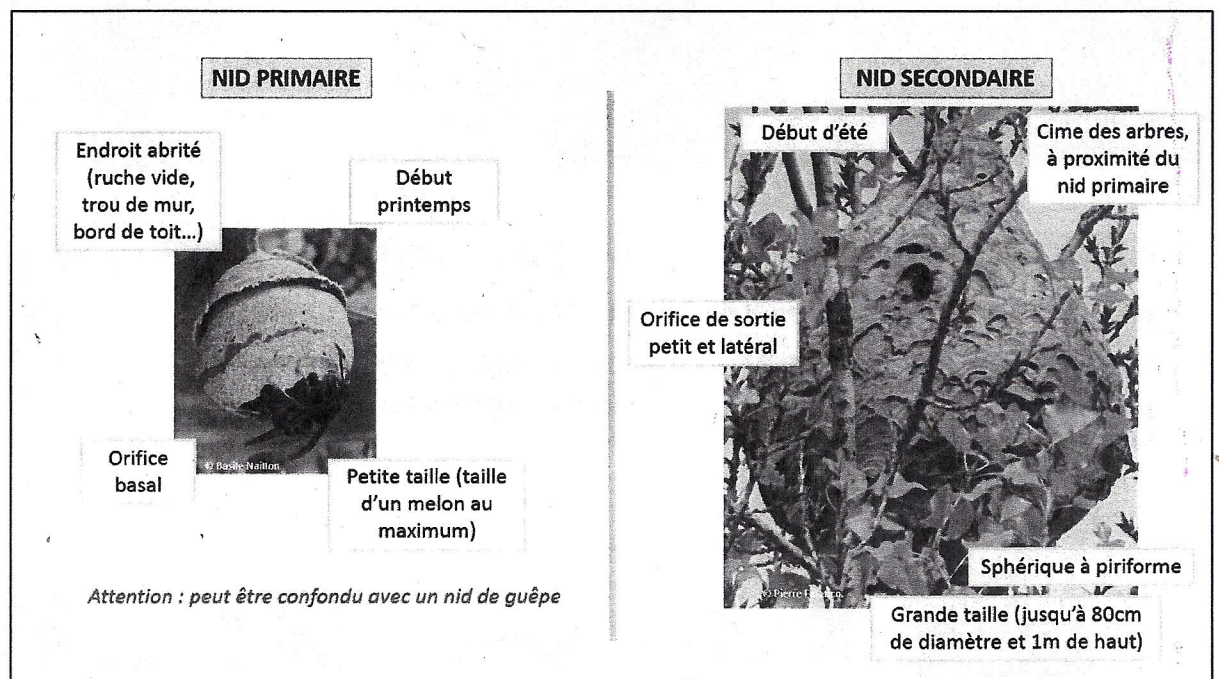 NID PRIMAIRE
Endroit abrité
(ruche vide,
trou de mur,
bord de toit...)
Début
printemps
Orifice
basal
© Basile Naillon
Petite taille (taille
d'un melon au
maximum)
Attention : peut être confondu avec un nid de guêpe
NID SECONDAIRE
Début d'été
Cime des arbres,
à proximité du
nid primaire
Orifice de sortie
petit et latéral
Sphérique à piriforme
© Pierre
Grande taille (jusqu'à 80cm
de diamètre et 1m de haut)